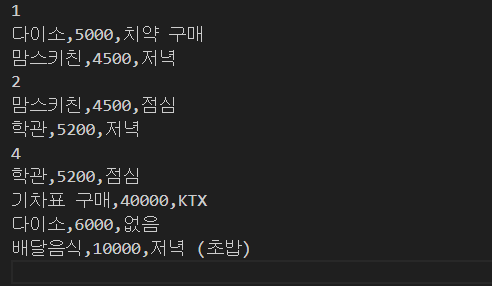 1
다이소,5000,치약 구매
맘스키친,4500,저녁
2
맘스키친,4500,점심
학관,5200,저녁
4
학관,5200,점심
기차표 구매,40000,KTX
다이소,6000,없음
배달음식,10000,저녁 (초밥)